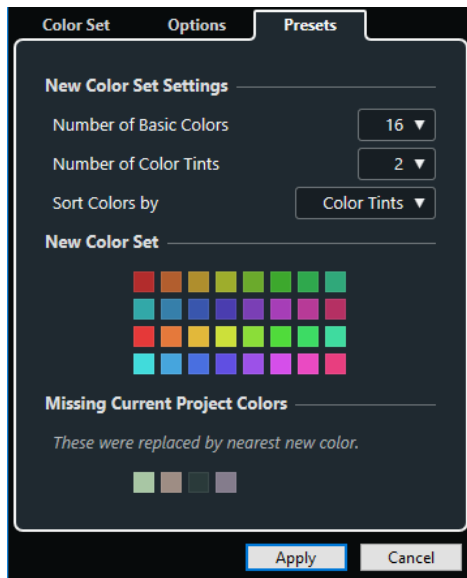 Color Set Options Presets
New Color Set Settings
Number of Basic Colors 16
Number of Color Tints 2
Sort Colors by Color Tints
New Color Set
Missing Current Project Colors
These were replaced by nearest new color.
Apply Cancel